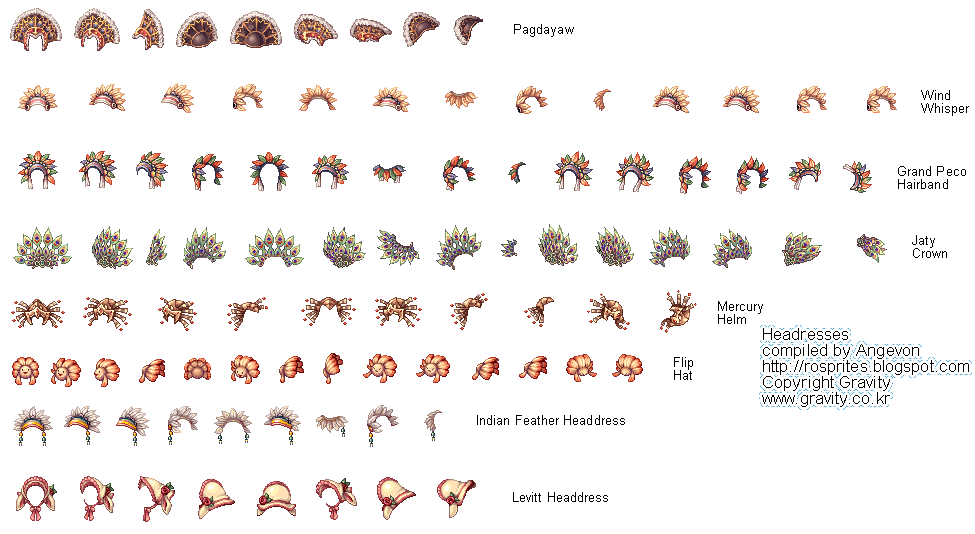 Pagdayaw
Wind
Whisper
Grand Peco
Hairband
Jaty
Crown
Mercury
Helm
Headresses
compiled by Angevon
http://rosprites.blogspot.com
Copyright Gravity
www.gravity.co.kr
Flip
Hat
Indian Feather Headdress
Levitt Headdress